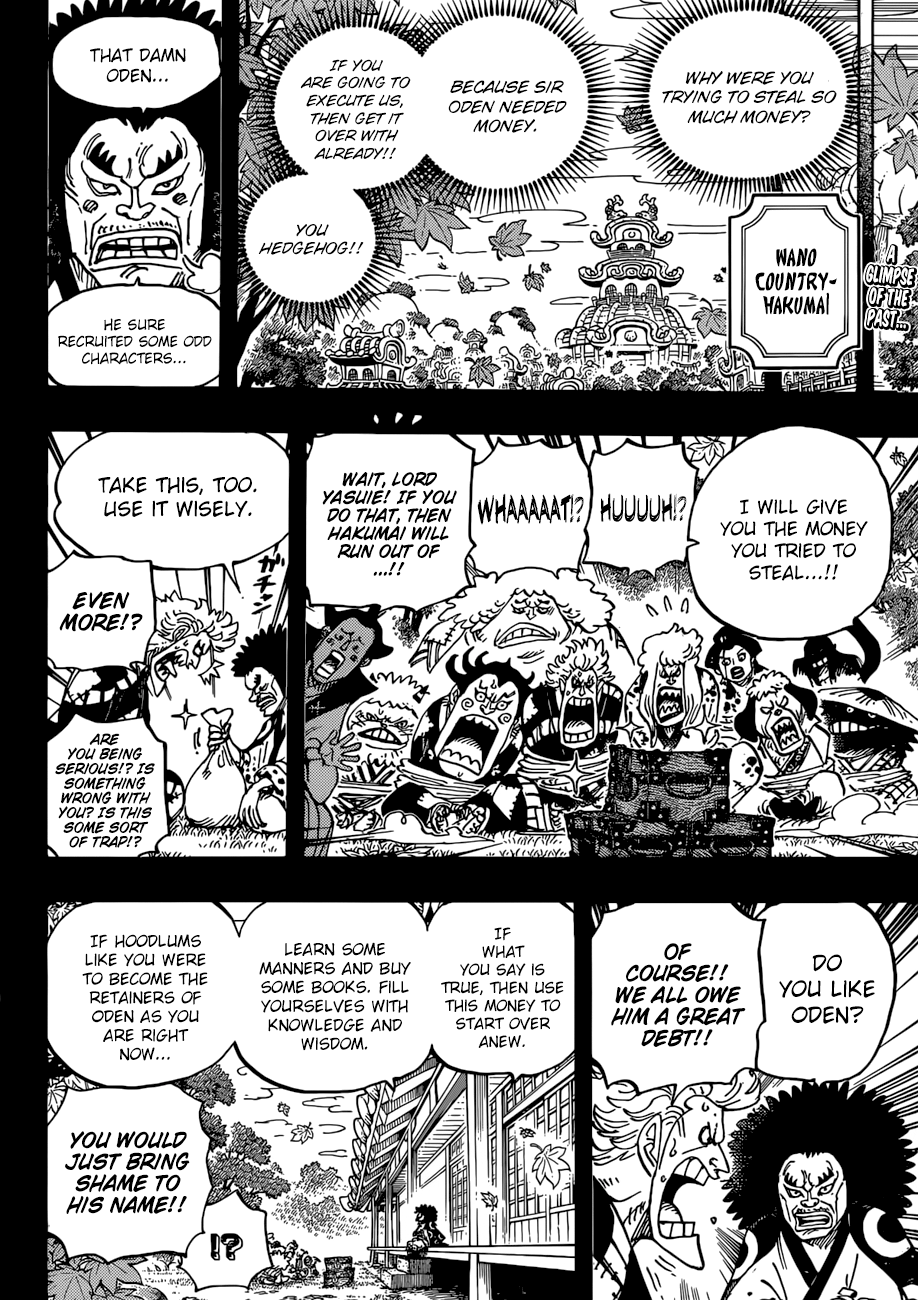 WHY WERE YOU
TRYING TO STEAL SO
MUCH MONEY?
A
GLIMPSE
OF THE
PAST...
WANO
COUNTRY-
HAKUMAI
BECAUSE SIR
ODEN NEEDED
MONEY.
IF YOU
ARE GOING TO
EXECUTE US,
THEN GET IT
OVER WITH
ALREADY!!
YOU
HEDGEHOG!!
THAT DAMN
ODEN...
HE SURE
RECRUITED SOME ODD
CHARACTERS...
I WILL GIVE
YOU THE MONEY
YOU TRIED TO
STEAL...!!
HUUUUH!?
WHAAAAAT!?
WAIT, LORD
YASUIE! IF YOU
DO THAT, THEN
HAKUMAI WILL
RUN OUT OF
...!!
TAKE THIS, TOO.
USE IT WISELY.
ガチャン
EVEN
MORE!?
ARE
YOU BEING
SERIOUS!? IS
SOMETHING
WRONG WITH
YOU? IS THIS
SOME SORT
OF TRAP!?
DO
YOU LIKE
ODEN?
OF
COURSE!!
WE ALL OWE
HIM A GREAT
DEBT!!
IF
WHAT
YOU SAY IS
TRUE, THEN USE
THIS MONEY TO
START OVER
ANEW.
LEARN SOME
MANNERS AND BUY
SOME BOOKS. FILL
YOURSELVES WITH
KNOWLEDGE AND
WISDOM.
IF HOODLUMS
LIKE YOU WERE
TO BECOME THE
RETAINERS OF
ODEN AS YOU
ARE RIGHT
NOW...
YOU WOULD
JUST BRING
SHAME TO
HIS NAME!!
!?